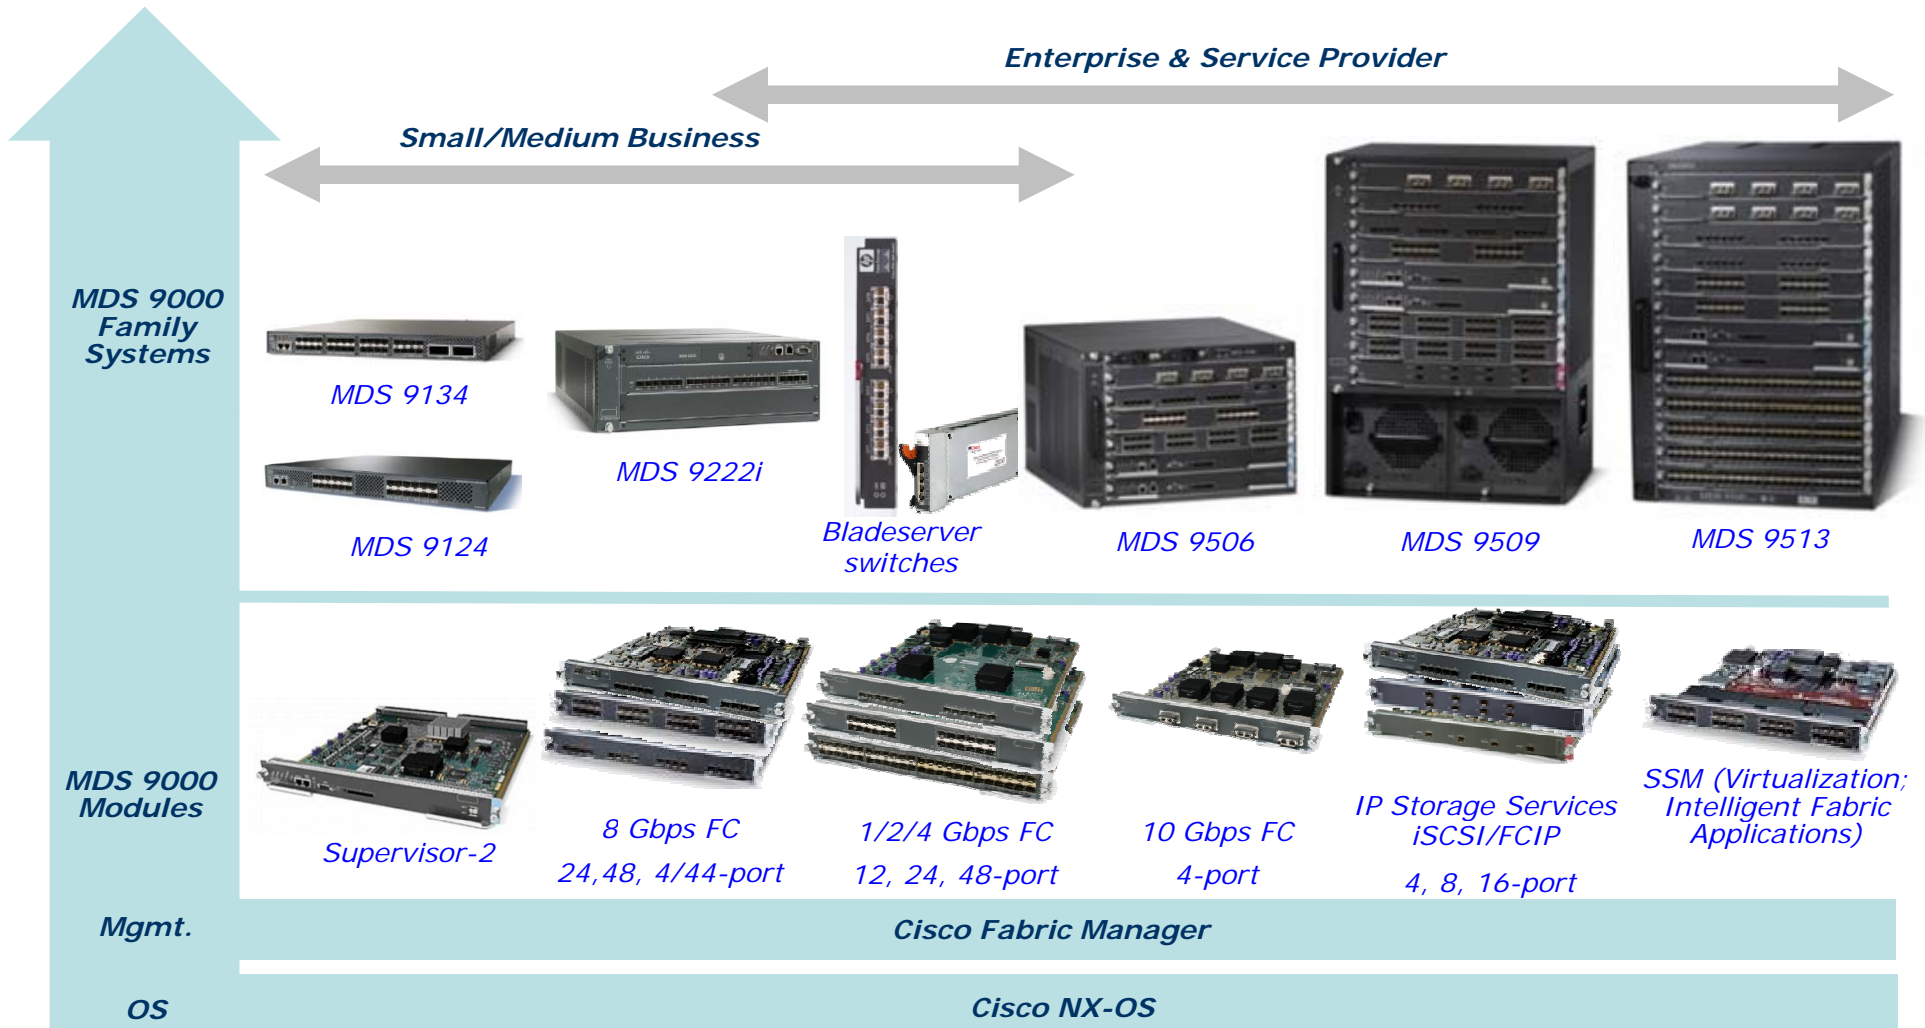 Enterprise & Service Provider
Small/Medium Business
MDS 9000
Family
Systems
MDS 9134
MDS 9124
MDS 9222i
Bladeserver
switches
MDS 9506
MDS 9509
MDS 9513
MDS 9000
Modules
Supervisor-2
8 Gbps FC
24,48, 4/44-port
1/2/4 Gbps FC
12, 24, 48-port
10 Gbps FC
4-port
IP Storage Services
iSCSI/FCIP
4, 8, 16-port
SSM (Virtualization;
Intelligent Fabric
Applications)
Mgmt.
Cisco Fabric Manager
OS
Cisco NX-OS